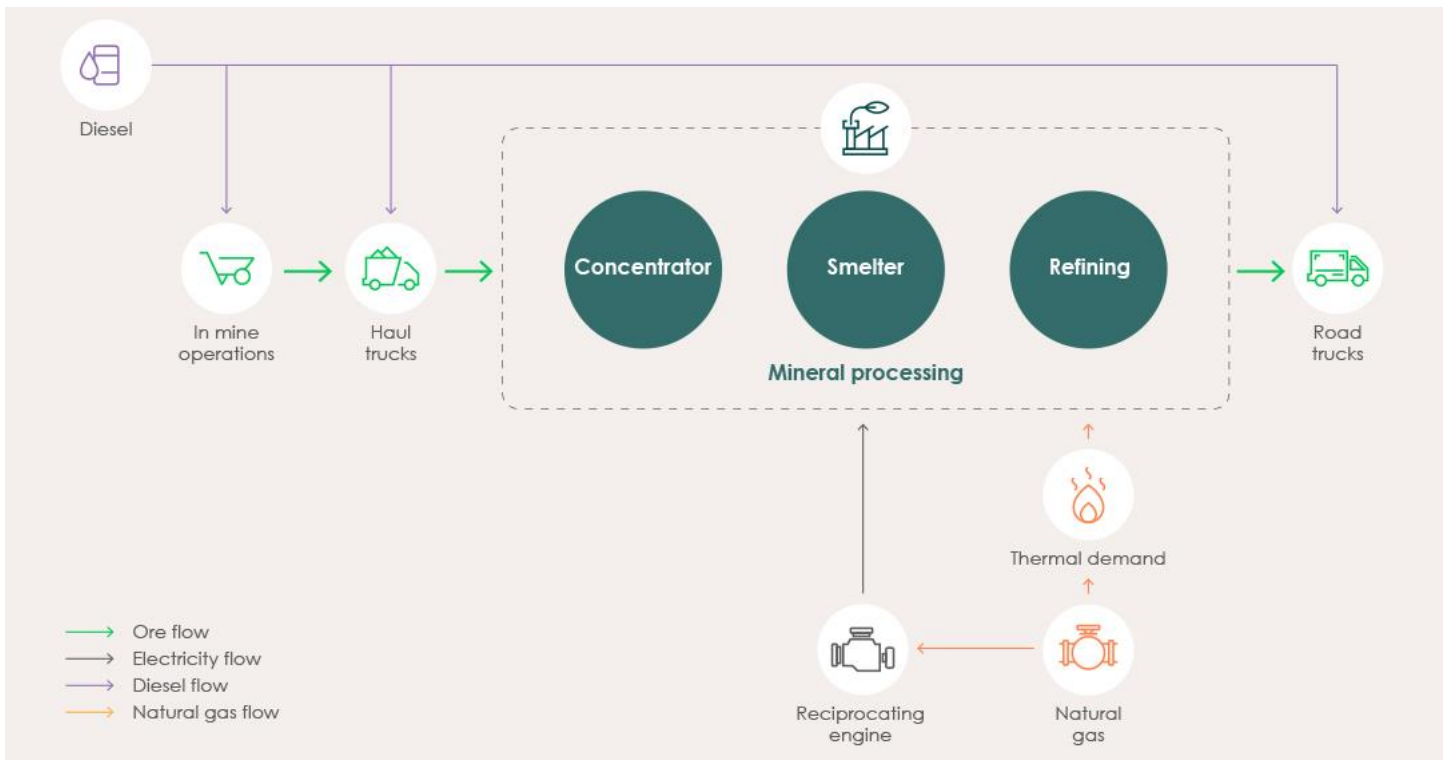 Diesel
In mine
operations
Haul
trucks
Concentrator
Smelter
Refining
Mineral processing
Road
trucks
Thermal demand
Reciprocating
engine
Natural
gas
Ore flow
Electricity flow
Diesel flow
Natural gas flow